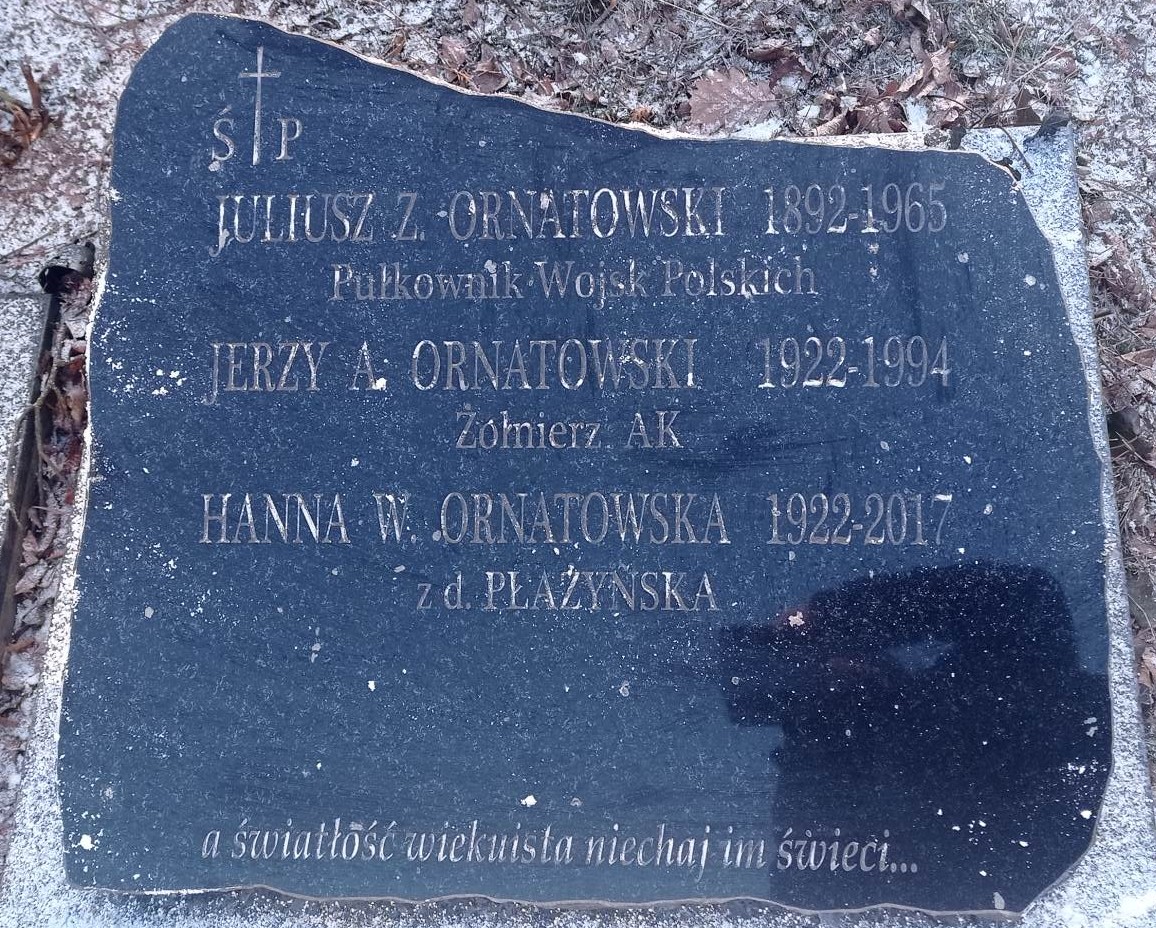 Ś P
JULIUSZ Z. ORNATOWSKI 1892-1965
Pułkownik Wojsk Polskich
JERZY A. ORNATOWSKI 1922-1994
Żołnierz AK
HANNA W. ORNATOWSKA 1922-2017
z d. PŁAŻYŃSKA
a światłość wiekuista niechaj im świeci...